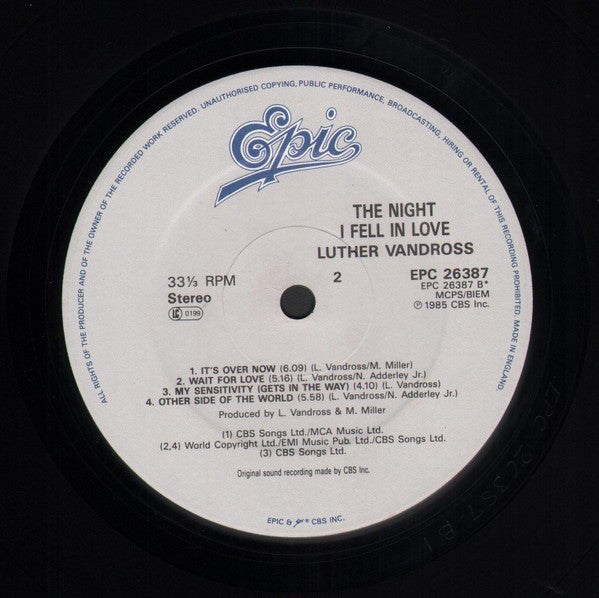 ALL RIGHTS OF THE PRODUCER AND OF THE OWNER OF THE RECORDED WORK RESERVED. UNAUTHORISED COPYING, PUBLIC PERFORMANCE, BROADCASTING, HIRING OR RENTAL OF THIS RECORDING PROHIBITED. MADE IN ENGLAND.
Epic
THE NIGHT
I FELL IN LOVE
LUTHER VANDROSS
33⅓ RPM
Stereo
LC 0199
2
EPC 26387
EPC 26387 B*
MCPS/BIEM
℗ 1985 CBS Inc.
1. IT'S OVER NOW (6.09) (L. Vandross/M. Miller)
2. WAIT FOR LOVE (5.16) (L. Vandross/N. Adderley Jr.)
3. MY SENSITIVITY (GETS IN THE WAY) (4.10) (L. Vandross)
4. OTHER SIDE OF THE WORLD (5.58) (L. Vandross/N. Adderley Jr.)
Produced by L. Vandross & M. Miller
(1) CBS Songs Ltd./MCA Music Ltd.
(2,4) World Copyright Ltd./EMI Music Pub. Ltd./CBS Songs Ltd.
(3) CBS Songs Ltd.
Original sound recording made by CBS Inc.
EPIC & Epic ® CBS INC.